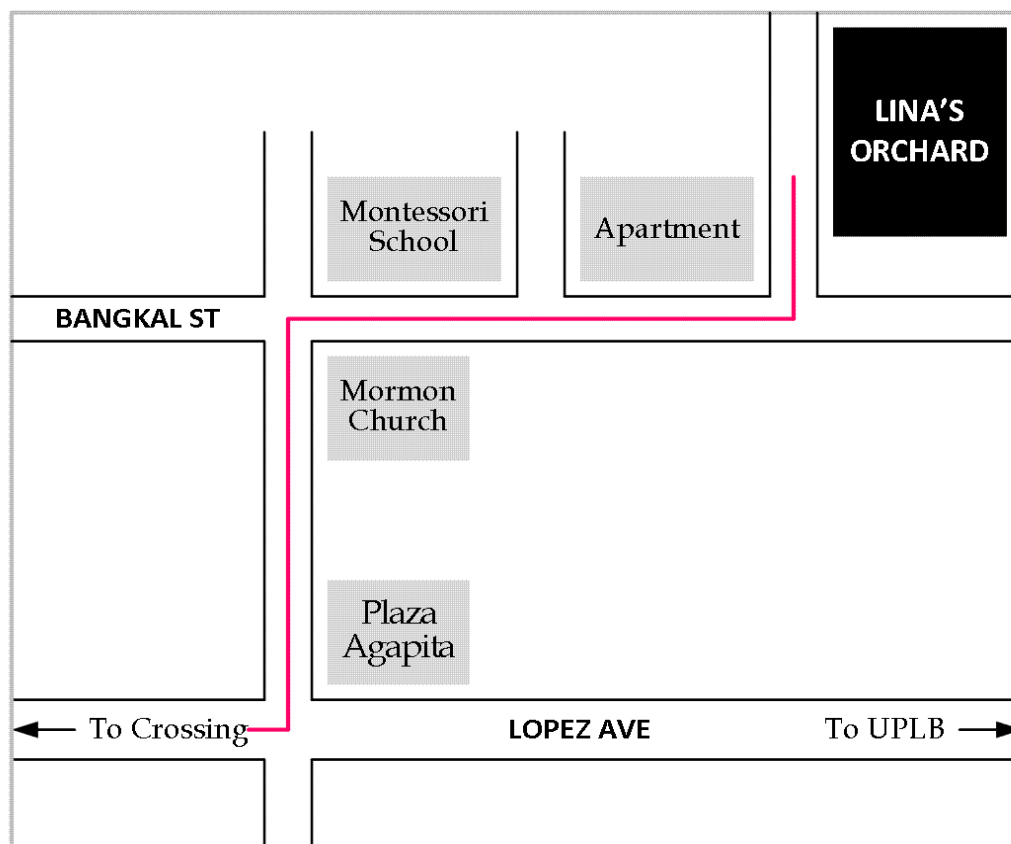 LINA'S
ORCHARD
Montessori
School
Apartment
BANGKAL ST
Mormon
Church
Plaza
Agapita
To Crossing
LOPEZ AVE
To UPLB